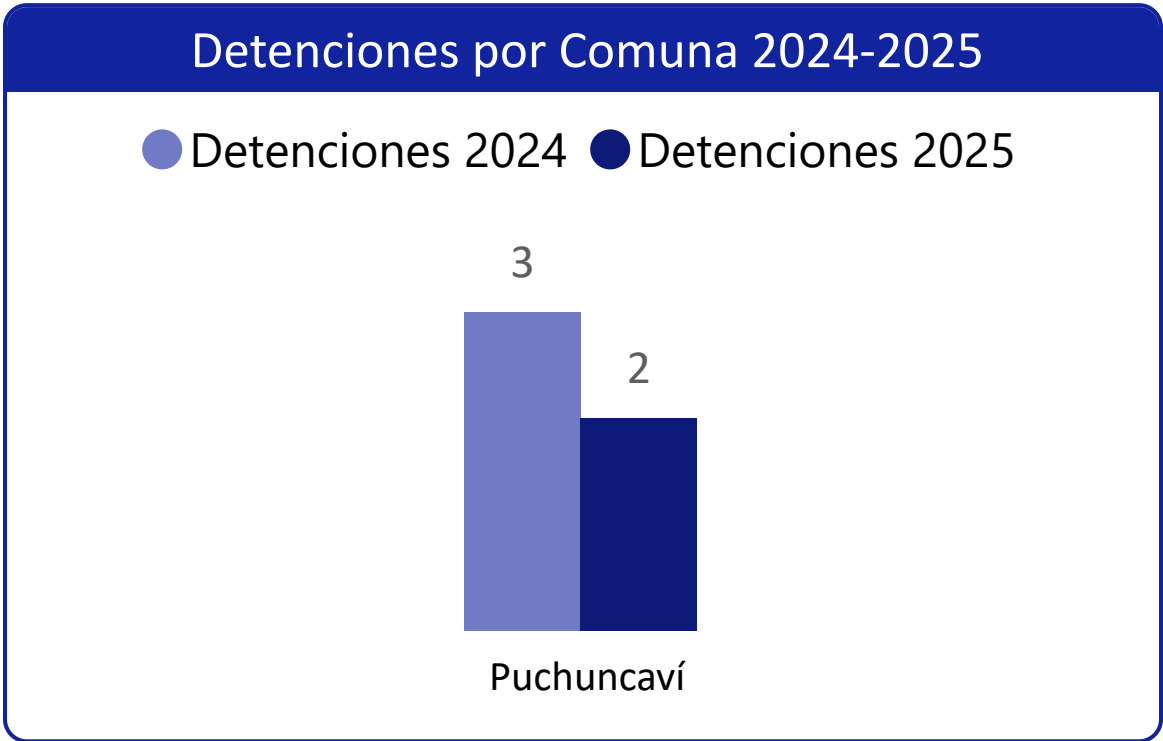 Detenciones por Comuna 2024-2025
Detenciones 2024 Detenciones 2025
3
2
Puchuncaví